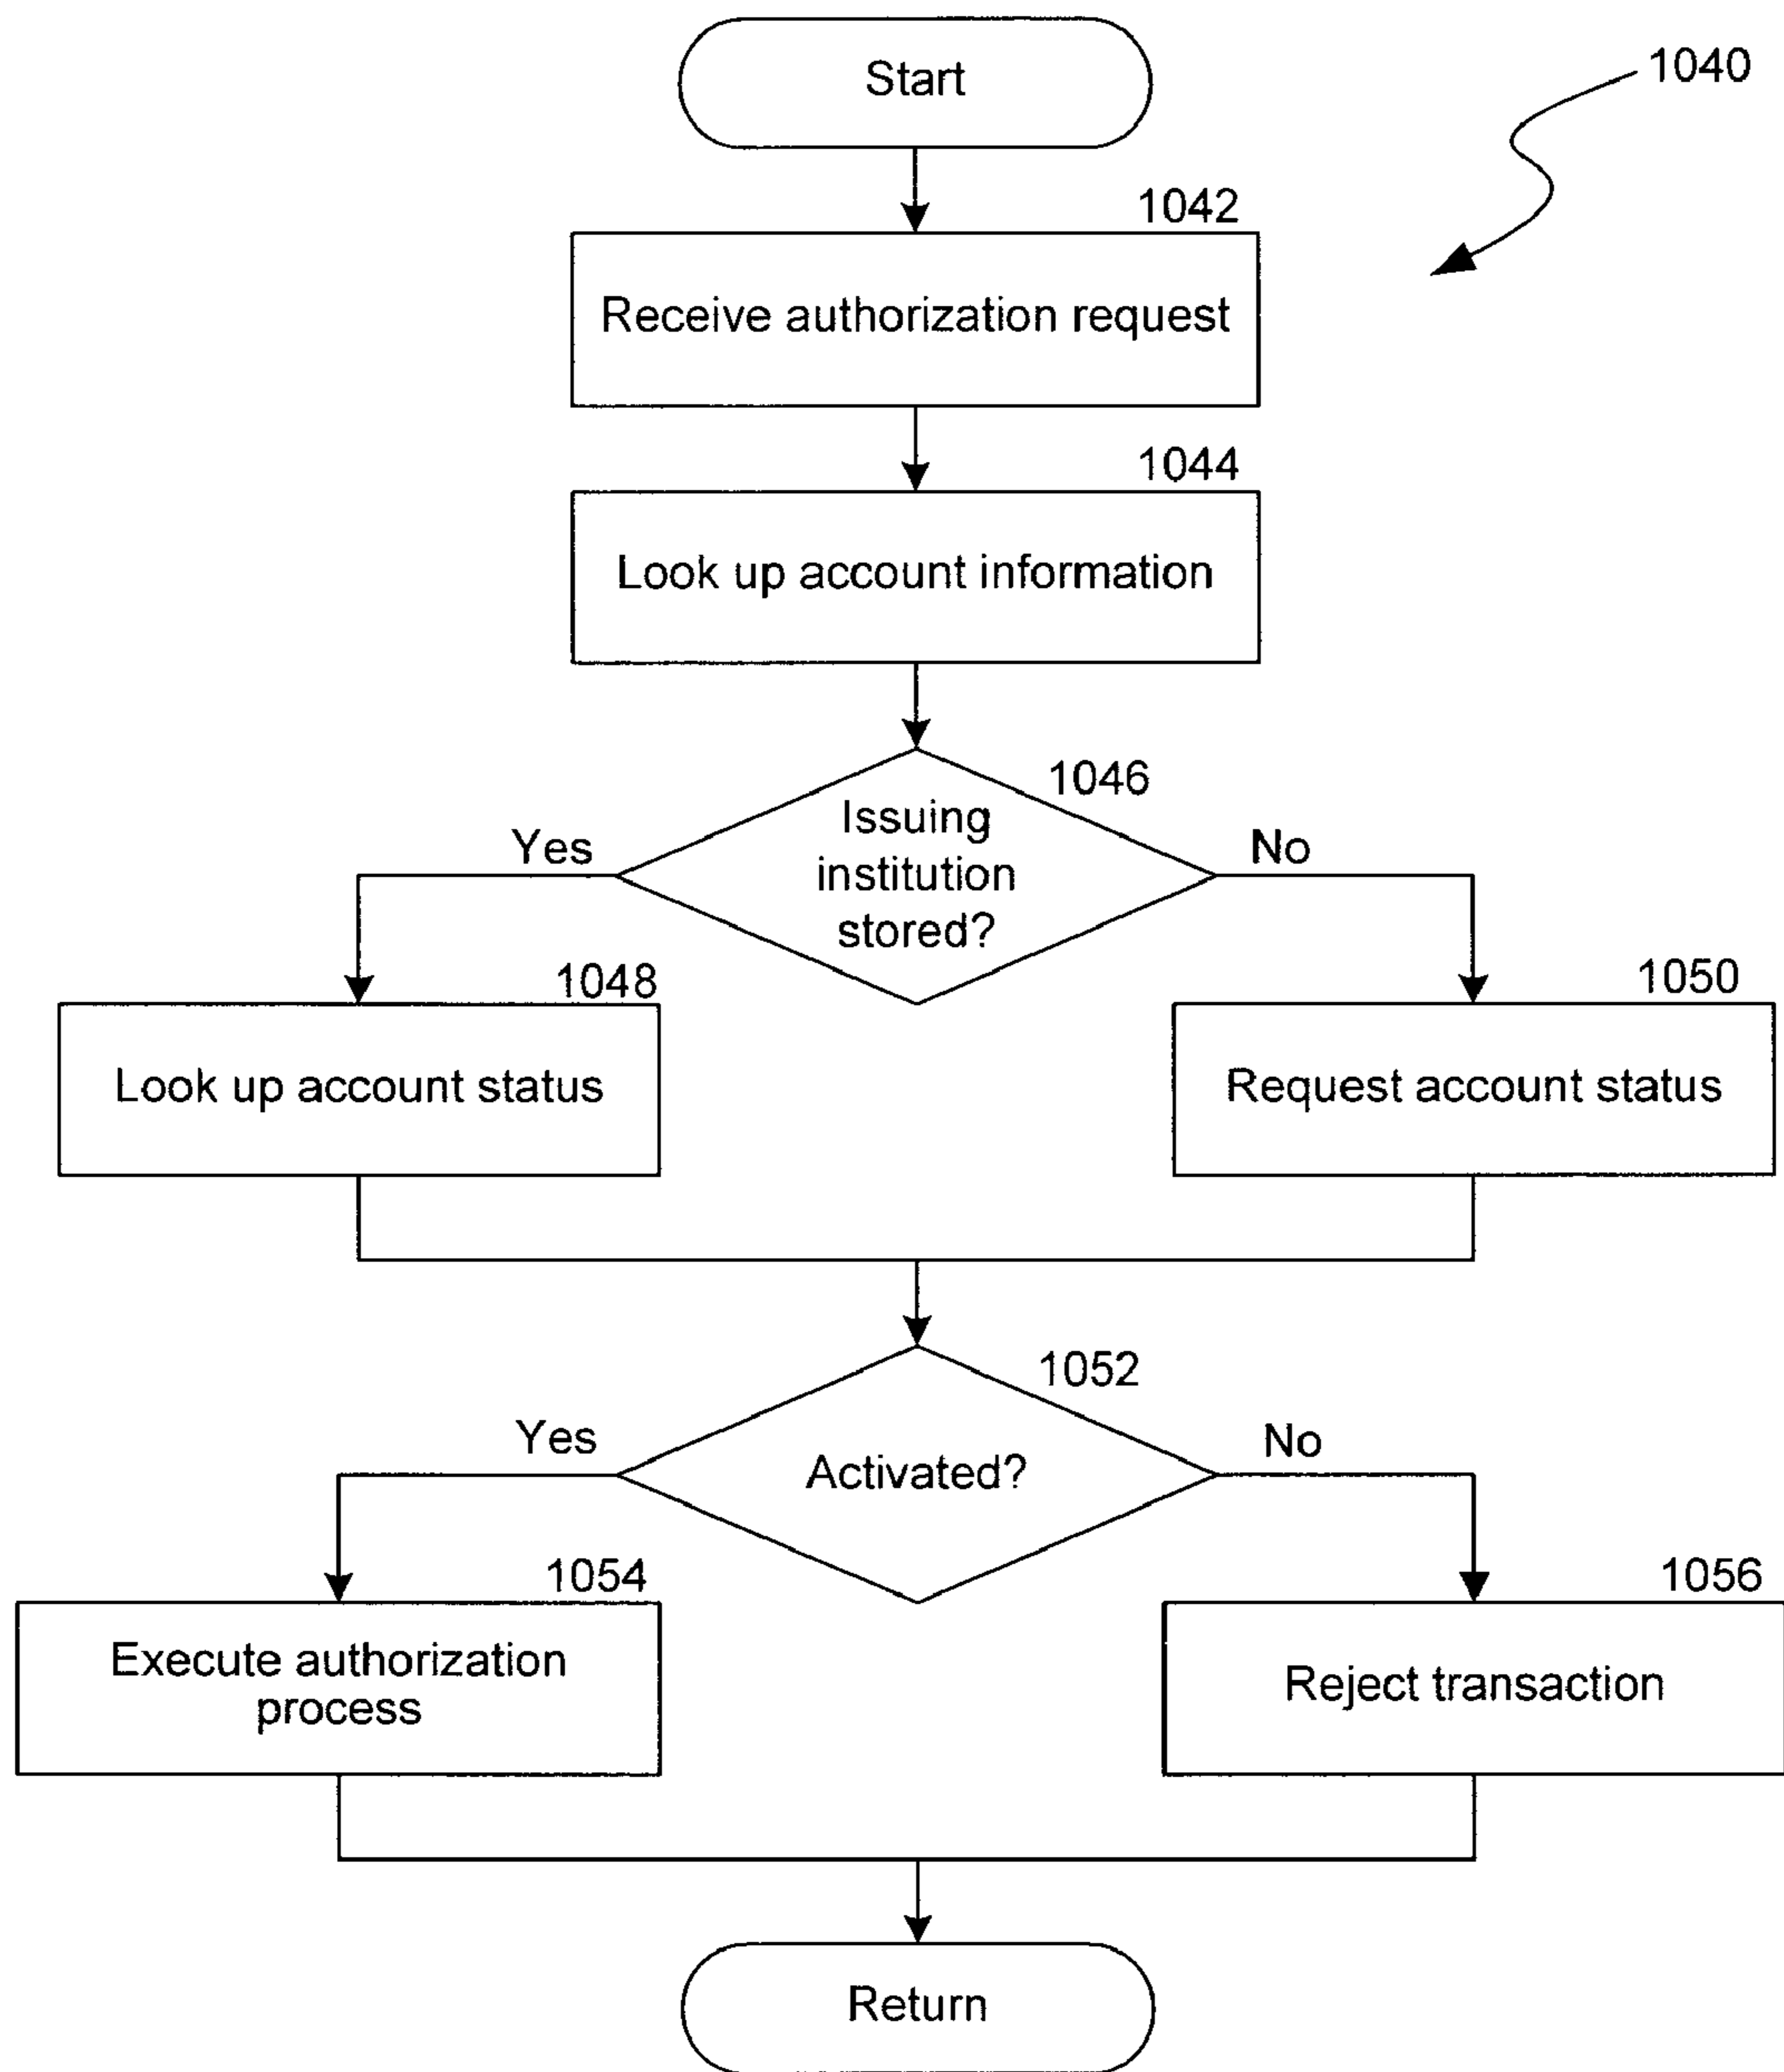 Start
1040
1042
Receive authorization request
1044
Look up account information
1046
Issuing
institution
stored?
Yes
No
1048
Look up account status
1050
Request account status
1052
Activated?
Yes
No
1054
Execute authorization
process
1056
Reject transaction
Return